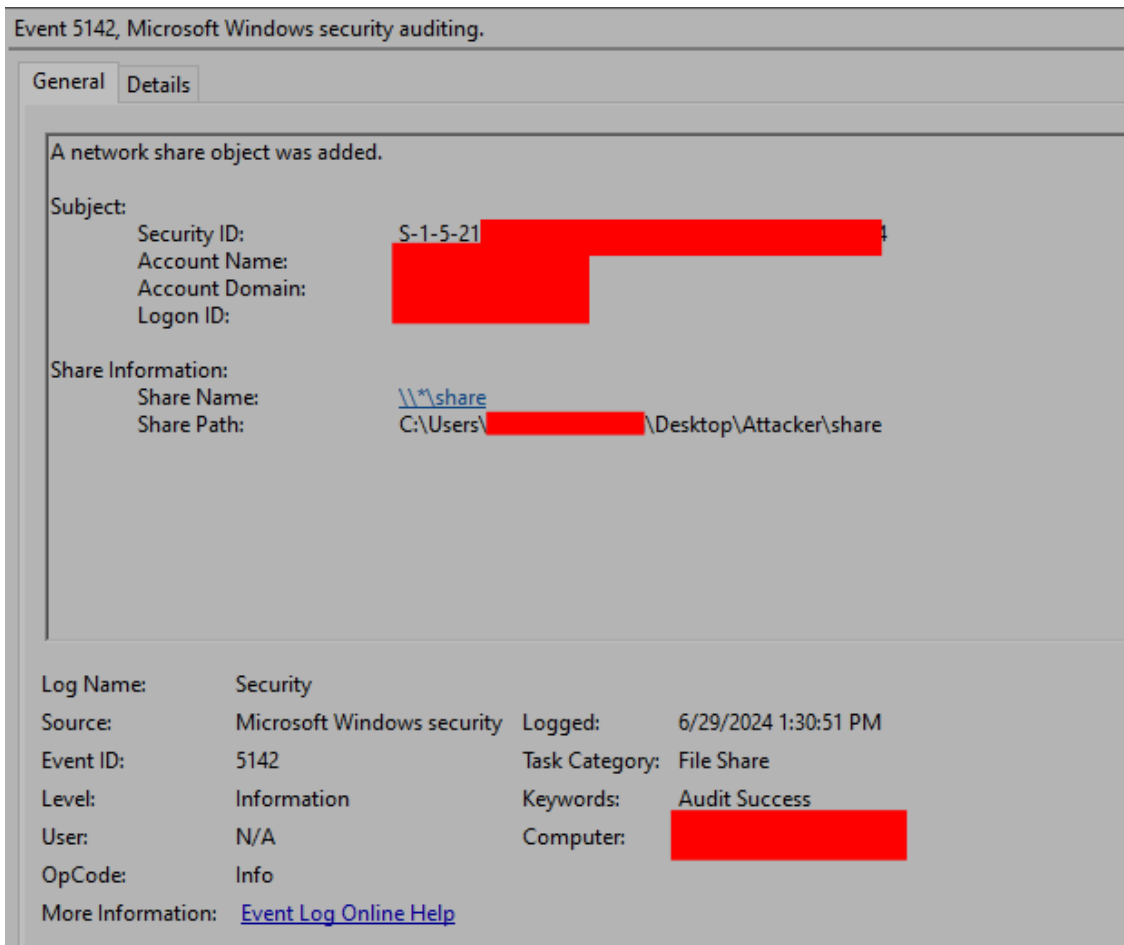 Event 5142, Microsoft Windows security auditing.
General Details
A network share object was added.
Subject:
Security ID: S-1-5-21
Account Name:
Account Domain:
Logon ID:
Share Information:
Share Name: \\*\share
Share Path: C:\Users\ \Desktop\Attacker\share
Log Name: Security
Source: Microsoft Windows security Logged: 6/29/2024 1:30:51 PM
Event ID: 5142 Task Category: File Share
Level: Information Keywords: Audit Success
User: N/A Computer:
OpCode: Info
More Information: Event Log Online Help